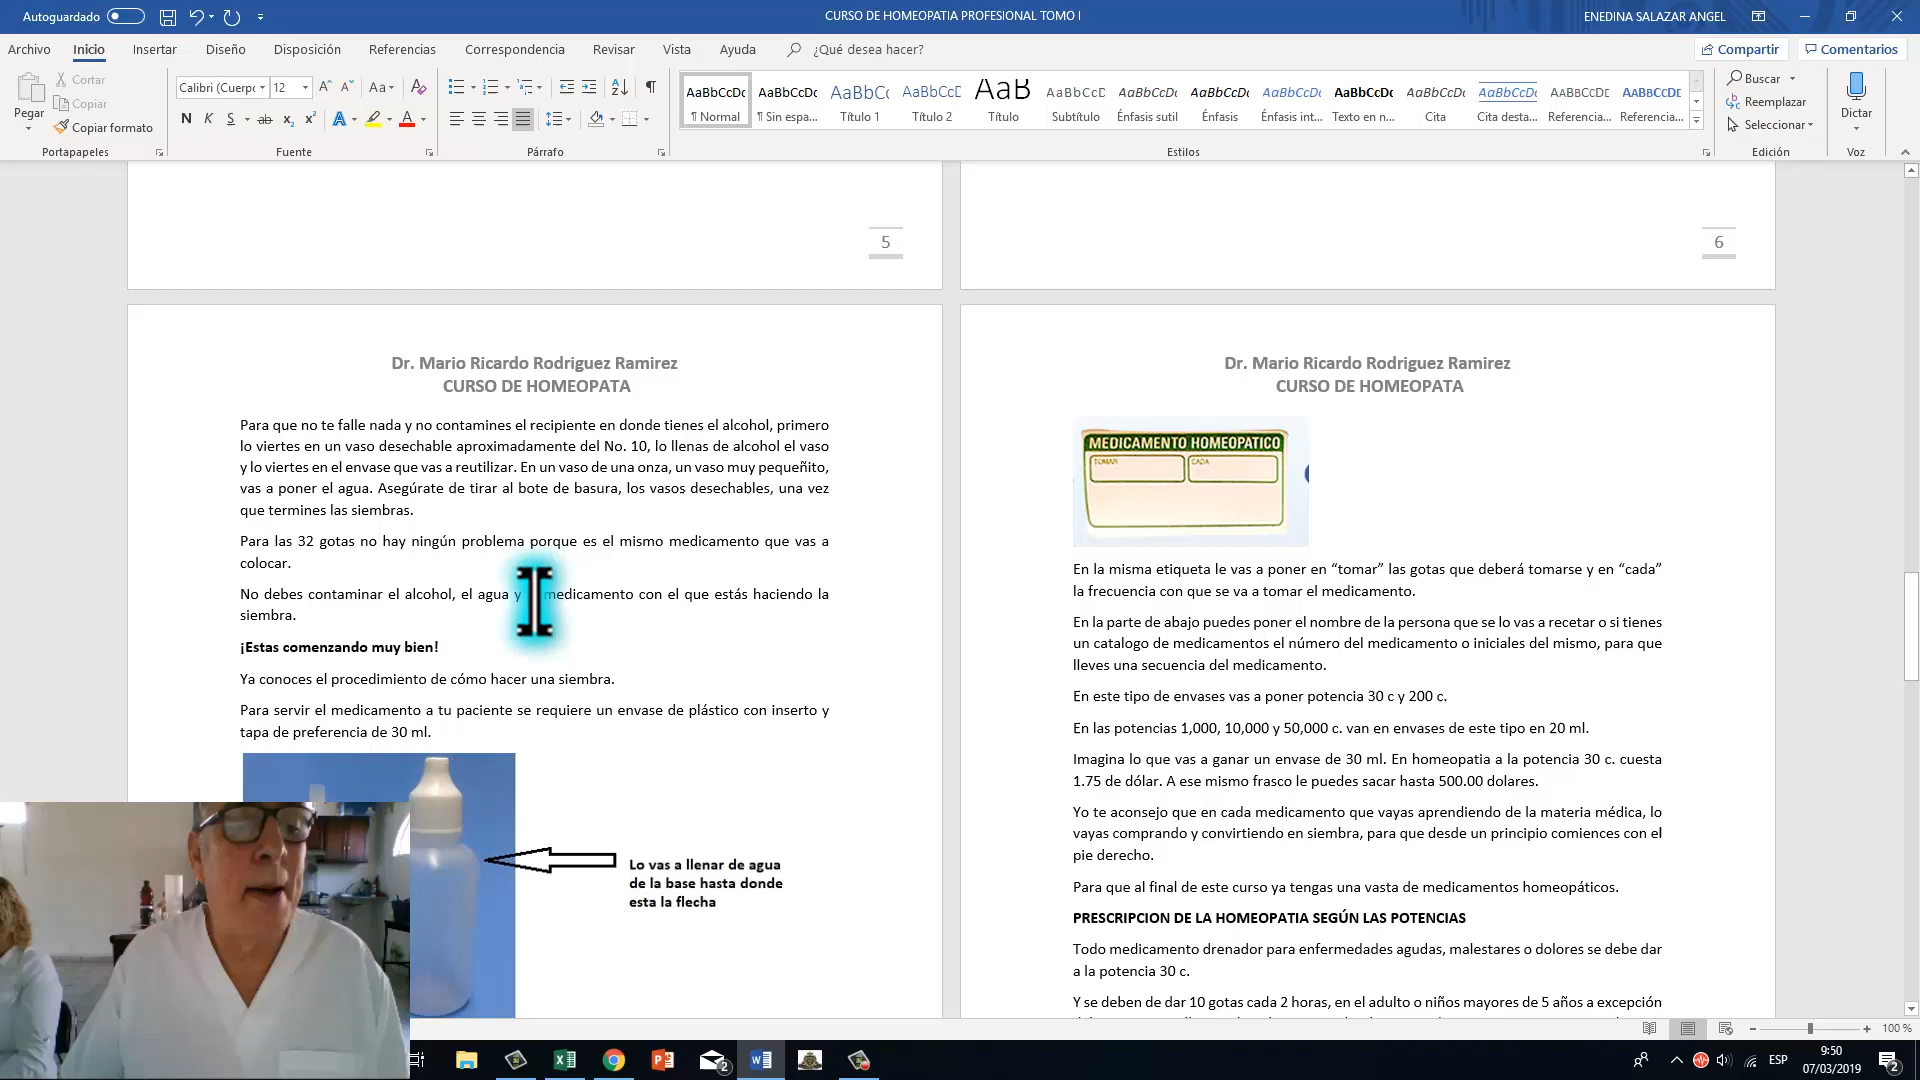 Autoguardado
CURSO DE HOMEOPATIA PROFESIONAL TOMO I
ENEDINA SALAZAR ANGEL
Archivo Inicio Insertar Diseño Disposición Referencias Correspondencia Revisar Vista Ayuda ¿Qué desea hacer?
Compartir Comentarios
Pegar
Cortar
Copiar
Copiar formato
Portapapeles
Calibri (Cuerp 12
Aa
N K S ab x₂ x²
Fuente
Párrafo
AaBbCcDc AaBbCcDc AaBbCc AaBbCcD AaB AaBbCcD AaBbCcDc AaBbCcDc AaBbCcDc AaBbCcDc AaBbCcDc AaBbCcDc AABBCCDE AABBCCDE
¶ Normal ¶ Sin espa... Título 1 Título 2 Título Subtítulo Énfasis sutil Énfasis Énfasis int... Texto en n... Cita Cita desta... Referencia... Referencia...
Estilos
Buscar
Reemplazar
Seleccionar
Edición
Dictar
Voz
5
6
Dr. Mario Ricardo Rodriguez Ramirez
CURSO DE HOMEOPATA
Para que no te falle nada y no contamines el recipiente en donde tienes el alcohol, primero
lo viertes en un vaso desechable aproximadamente del No. 10, lo llenas de alcohol el vaso
y lo viertes en el envase que vas a reutilizar. En un vaso de una onza, un vaso muy pequeñito,
vas a poner el agua. Asegúrate de tirar al bote de basura, los vasos desechables, una vez
que termines las siembras.
Para las 32 gotas no hay ningún problema porque es el mismo medicamento que vas a
colocar.
No debes contaminar el alcohol, el agua y medicamento con el que estás haciendo la
siembra.
¡Estas comenzando muy bien!
Ya conoces el procedimiento de cómo hacer una siembra.
Para servir el medicamento a tu paciente se requiere un envase de plástico con inserto y
tapa de preferencia de 30 ml.
Lo vas a llenar de agua
de la base hasta donde
esta la flecha
Dr. Mario Ricardo Rodriguez Ramirez
CURSO DE HOMEOPATA
MEDICAMENTO HOMEOPATICO
TOMAR CADA
En la misma etiqueta le vas a poner en “tomar” las gotas que deberá tomarse y en “cada”
la frecuencia con que se va a tomar el medicamento.
En la parte de abajo puedes poner el nombre de la persona que se lo vas a recetar o si tienes
un catalogo de medicamentos el número del medicamento o iniciales del mismo, para que
lleves una secuencia del medicamento.
En este tipo de envases vas a poner potencia 30 c y 200 c.
En las potencias 1,000, 10,000 y 50,000 c. van en envases de este tipo en 20 ml.
Imagina lo que vas a ganar un envase de 30 ml. En homeopatia a la potencia 30 c. cuesta
1.75 de dólar. A ese mismo frasco le puedes sacar hasta 500.00 dolares.
Yo te aconsejo que en cada medicamento que vayas aprendiendo de la materia médica, lo
vayas comprando y convirtiendo en siembra, para que desde un principio comiences con el
pie derecho.
Para que al final de este curso ya tengas una vasta de medicamentos homeopáticos.
PRESCRIPCION DE LA HOMEOPATIA SEGÚN LAS POTENCIAS
Todo medicamento drenador para enfermedades agudas, malestares o dolores se debe dar
a la potencia 30 c.
Y se deben de dar 10 gotas cada 2 horas, en el adulto o niños mayores de 5 años a excepción
100 %
2
ESP
9:50
07/03/2019
2